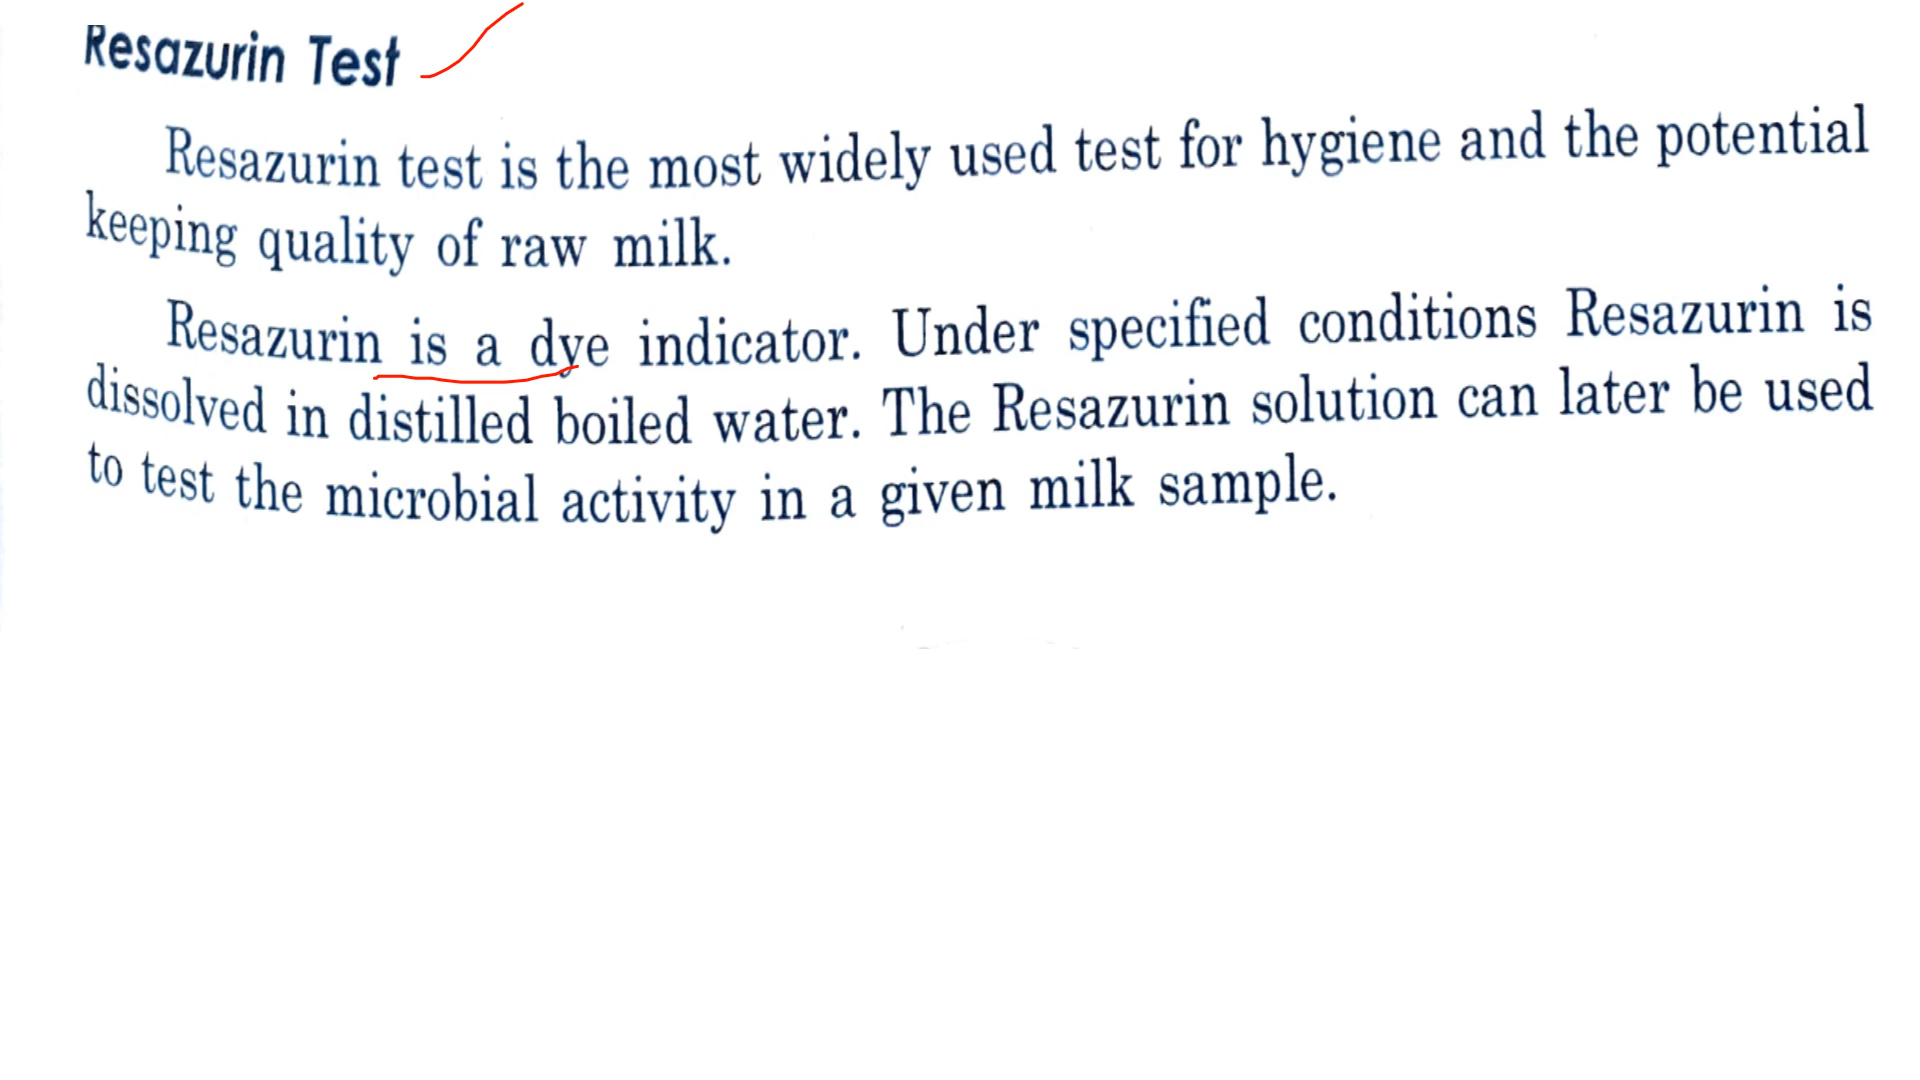 Resazurin Test
Resazurin test is the most widely used test for hygiene and the potential
keeping quality of raw milk.
Resazurin is a dye indicator. Under specified conditions Resazurin is
dissolved in distilled boiled water. The Resazurin solution can later be used
to test the microbial activity in a given milk sample.